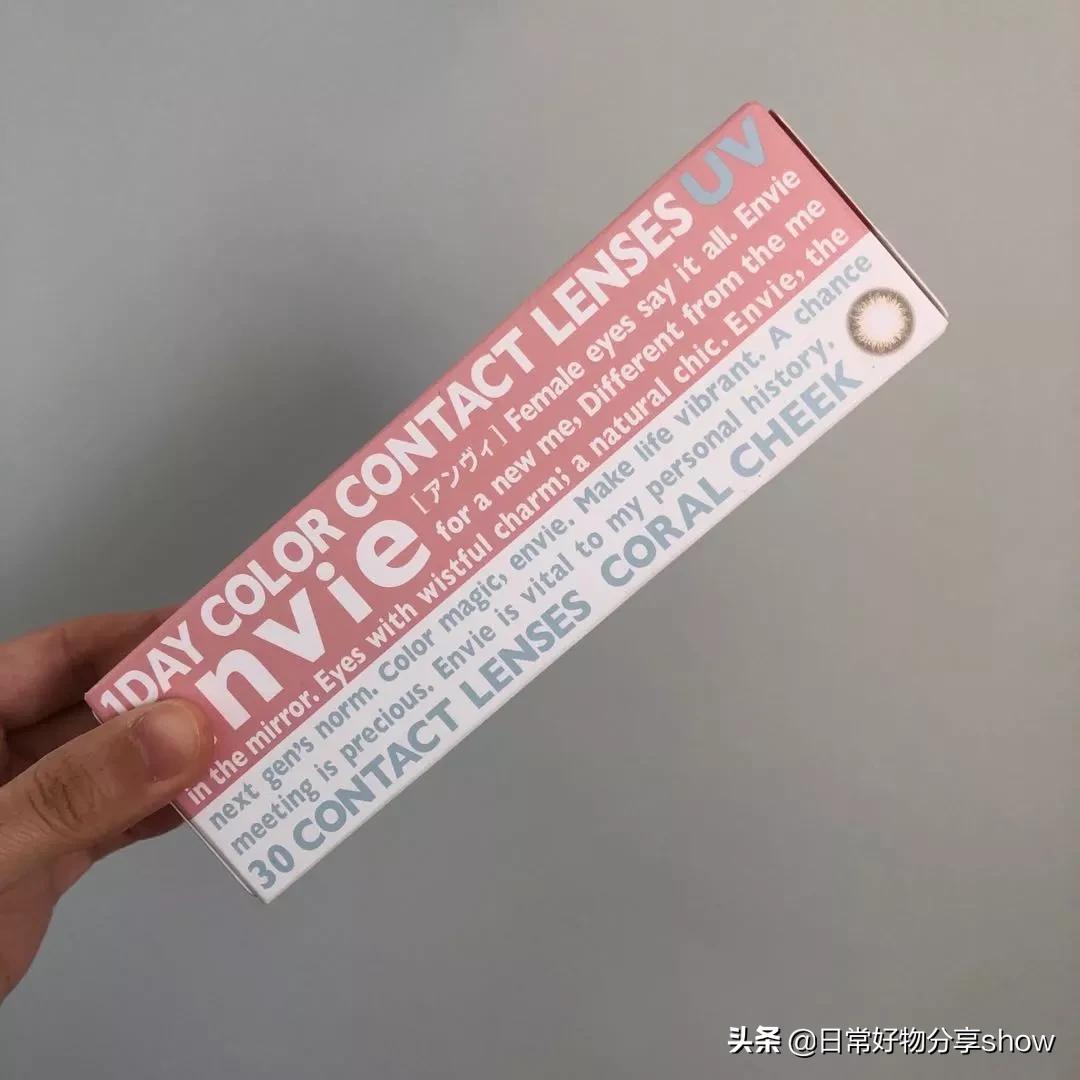 1DAY COLOR CONTACT LENSES UV
nvie [アンヴィ] Female eyes say it all. Envie
for a new me, Different from the me
in the mirror. Eyes with wistful charm; a natural chic. Envie, the
next gen's norm. Color magic, envie. Make life vibrant. A chance
meeting is precious. Envie is vital to my personal history.
30 CONTACT LENSES CORAL CHEEK
头条 @日常好物分享show